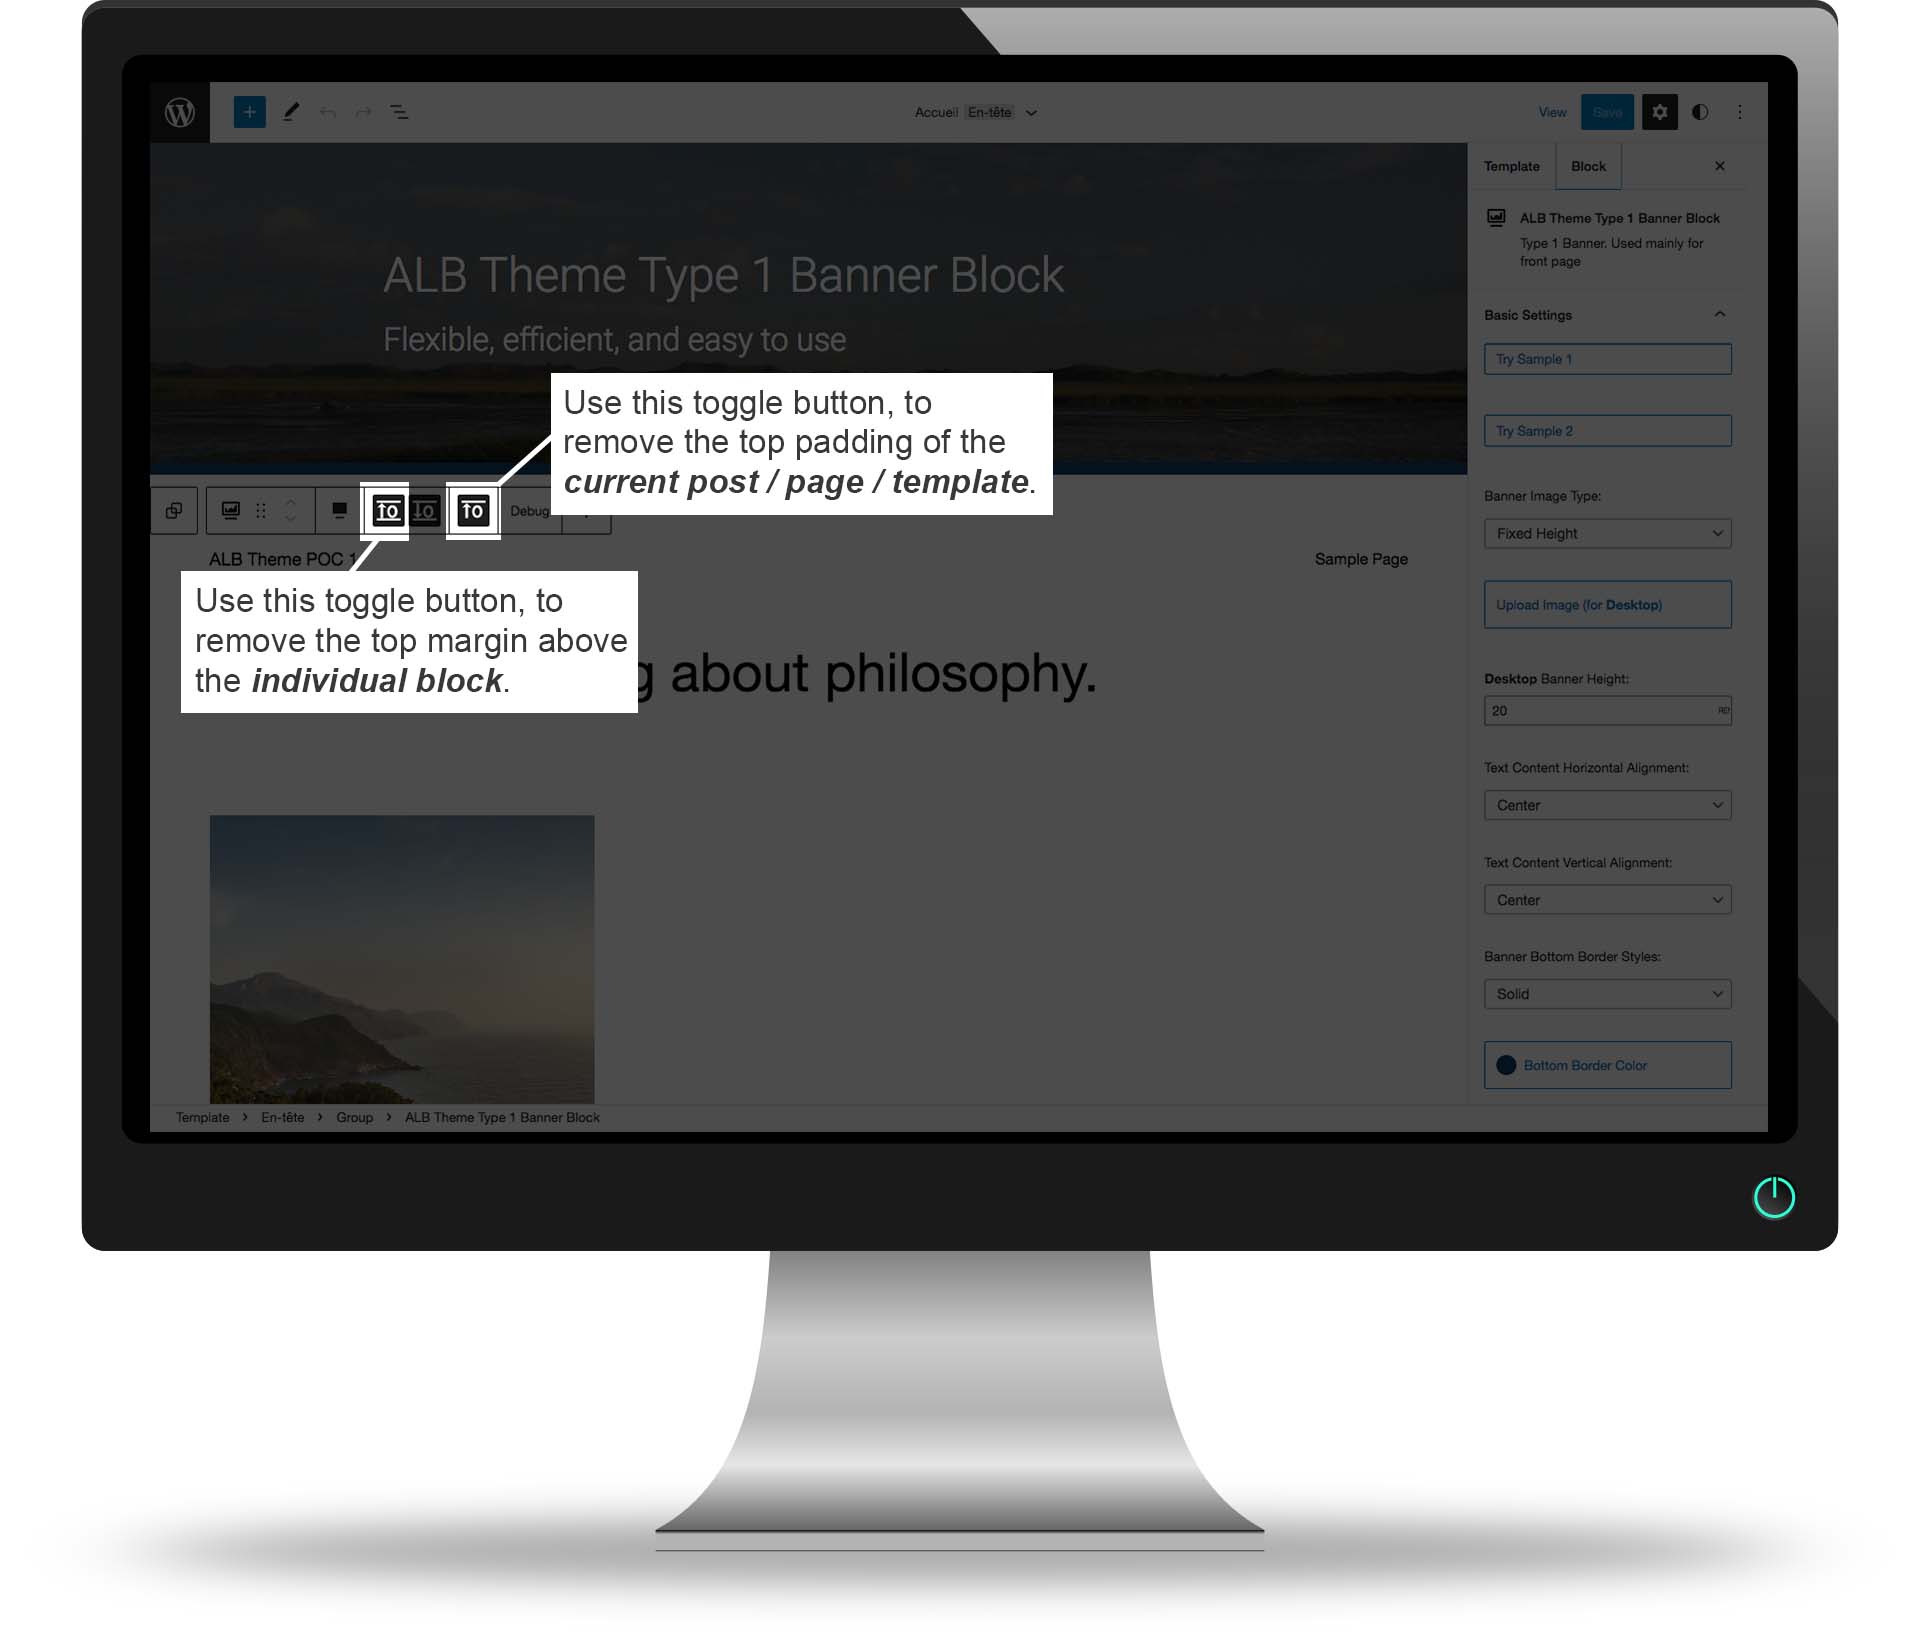 Accueil En-tête
View Save
Template Block
ALB Theme Type 1 Banner Block
Type 1 Banner. Used mainly for
front page
ALB Theme Type 1 Banner Block
Flexible, efficient, and easy to use
Basic Settings
Try Sample 1
Try Sample 2
Use this toggle button, to
remove the top padding of the
current post / page / template.
Debug
Banner Image Type:
Fixed Height
ALB Theme POC 1
Sample Page
Use this toggle button, to
remove the top margin above
the individual block.
about philosophy.
Upload Image (for Desktop)
Desktop Banner Height:
20
Text Content Horizontal Alignment:
Center
Text Content Vertical Alignment:
Center
Banner Bottom Border Styles:
Solid
Bottom Border Color
Template > En-tête > Group > ALB Theme Type 1 Banner Block